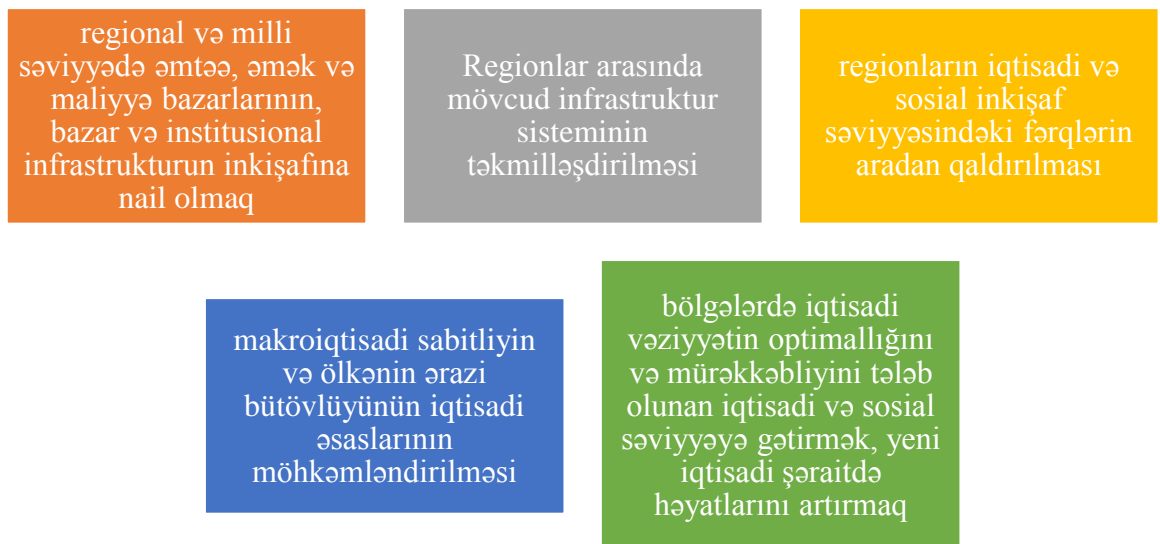 regional və milli
səviyyədə əmtəə, əmək və
maliyyə bazarlarının,
bazar və institusional
infrastrukturun inkişafına
nail olmaq
Regionlar arasında
mövcud infrastruktur
sisteminin
təkmilləşdirilməsi
regionların iqtisadi və
sosial inkişaf
səviyyəsindəki fərqlərin
aradan qaldırılması
makroiqtisadi sabitliyin
və ölkənin ərazi
bütövlüyünün iqtisadi
əsaslarının
möhkəmləndirilməsi
bölgələrdə iqtisadi
vəziyyətin optimallığını
və mürəkkəbliyini tələb
olunan iqtisadi və sosial
səviyyəyə gətirmək, yeni
iqtisadi şəraitdə
həyatlarını artırmaq